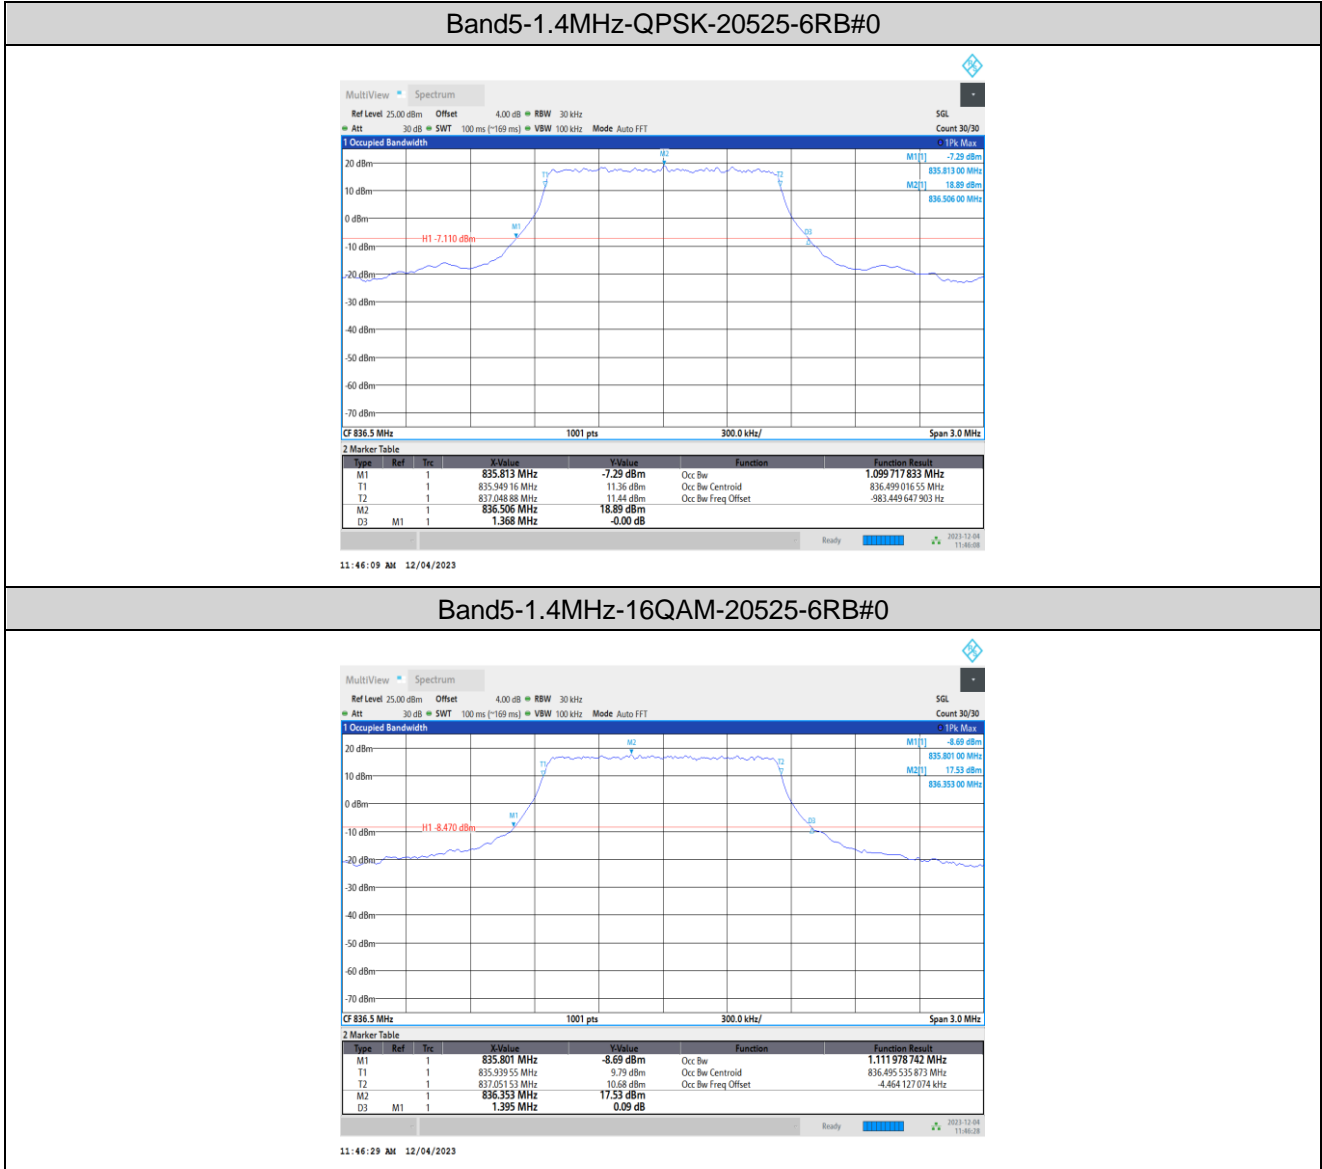 Band5-1.4MHz-QPSK-20525-6RB#0
MultiView Spectrum
Ref Level 25.00 dBm Offset 4.00 dB RBW 30 kHz SGL
Att 30 dB SWT 100 ms (~169 ms) VBW 100 kHz Mode Auto FFT Count 30/30
1 Occupied Bandwidth 1Pk Max
M1[1] -7.29 dBm
835.813 00 MHz
M2[1] 18.89 dBm
836.506 00 MHz
M2
20 dBm
T1 T2
10 dBm
0 dBm
M1
D3
H1 -7.110 dBm
-10 dBm
-20 dBm
-30 dBm
-40 dBm
-50 dBm
-60 dBm
-70 dBm
CF 836.5 MHz 1001 pts 300.0 kHz/ Span 3.0 MHz
2 Marker Table
Type Ref Trc X-Value Y-Value Function Function Result
M1 1 835.813 MHz -7.29 dBm Occ Bw 1.099 717 833 MHz
T1 1 835.949 16 MHz 11.36 dBm Occ Bw Centroid 836.499 016 55 MHz
T2 1 837.048 88 MHz 11.44 dBm Occ Bw Freq Offset -983.449 647 903 Hz
M2 1 836.506 MHz 18.89 dBm
D3 M1 1 1.368 MHz -0.00 dB
Ready 2023-12-04
11:46:08
11:46:09 AM 12/04/2023
Band5-1.4MHz-16QAM-20525-6RB#0
MultiView Spectrum
Ref Level 25.00 dBm Offset 4.00 dB RBW 30 kHz SGL
Att 30 dB SWT 100 ms (~169 ms) VBW 100 kHz Mode Auto FFT Count 30/30
1 Occupied Bandwidth 1Pk Max
M1[1] -8.69 dBm
835.801 00 MHz
M2[1] 17.53 dBm
836.353 00 MHz
M2
20 dBm
T1 T2
10 dBm
0 dBm
M1
D3
H1 -8.470 dBm
-10 dBm
-20 dBm
-30 dBm
-40 dBm
-50 dBm
-60 dBm
-70 dBm
CF 836.5 MHz 1001 pts 300.0 kHz/ Span 3.0 MHz
2 Marker Table
Type Ref Trc X-Value Y-Value Function Function Result
M1 1 835.801 MHz -8.69 dBm Occ Bw 1.111 978 742 MHz
T1 1 835.939 55 MHz 9.79 dBm Occ Bw Centroid 836.495 535 873 MHz
T2 1 837.051 53 MHz 10.68 dBm Occ Bw Freq Offset -4.464 127 074 kHz
M2 1 836.353 MHz 17.53 dBm
D3 M1 1 1.395 MHz 0.09 dB
Ready 2023-12-04
11:46:28
11:46:29 AM 12/04/2023